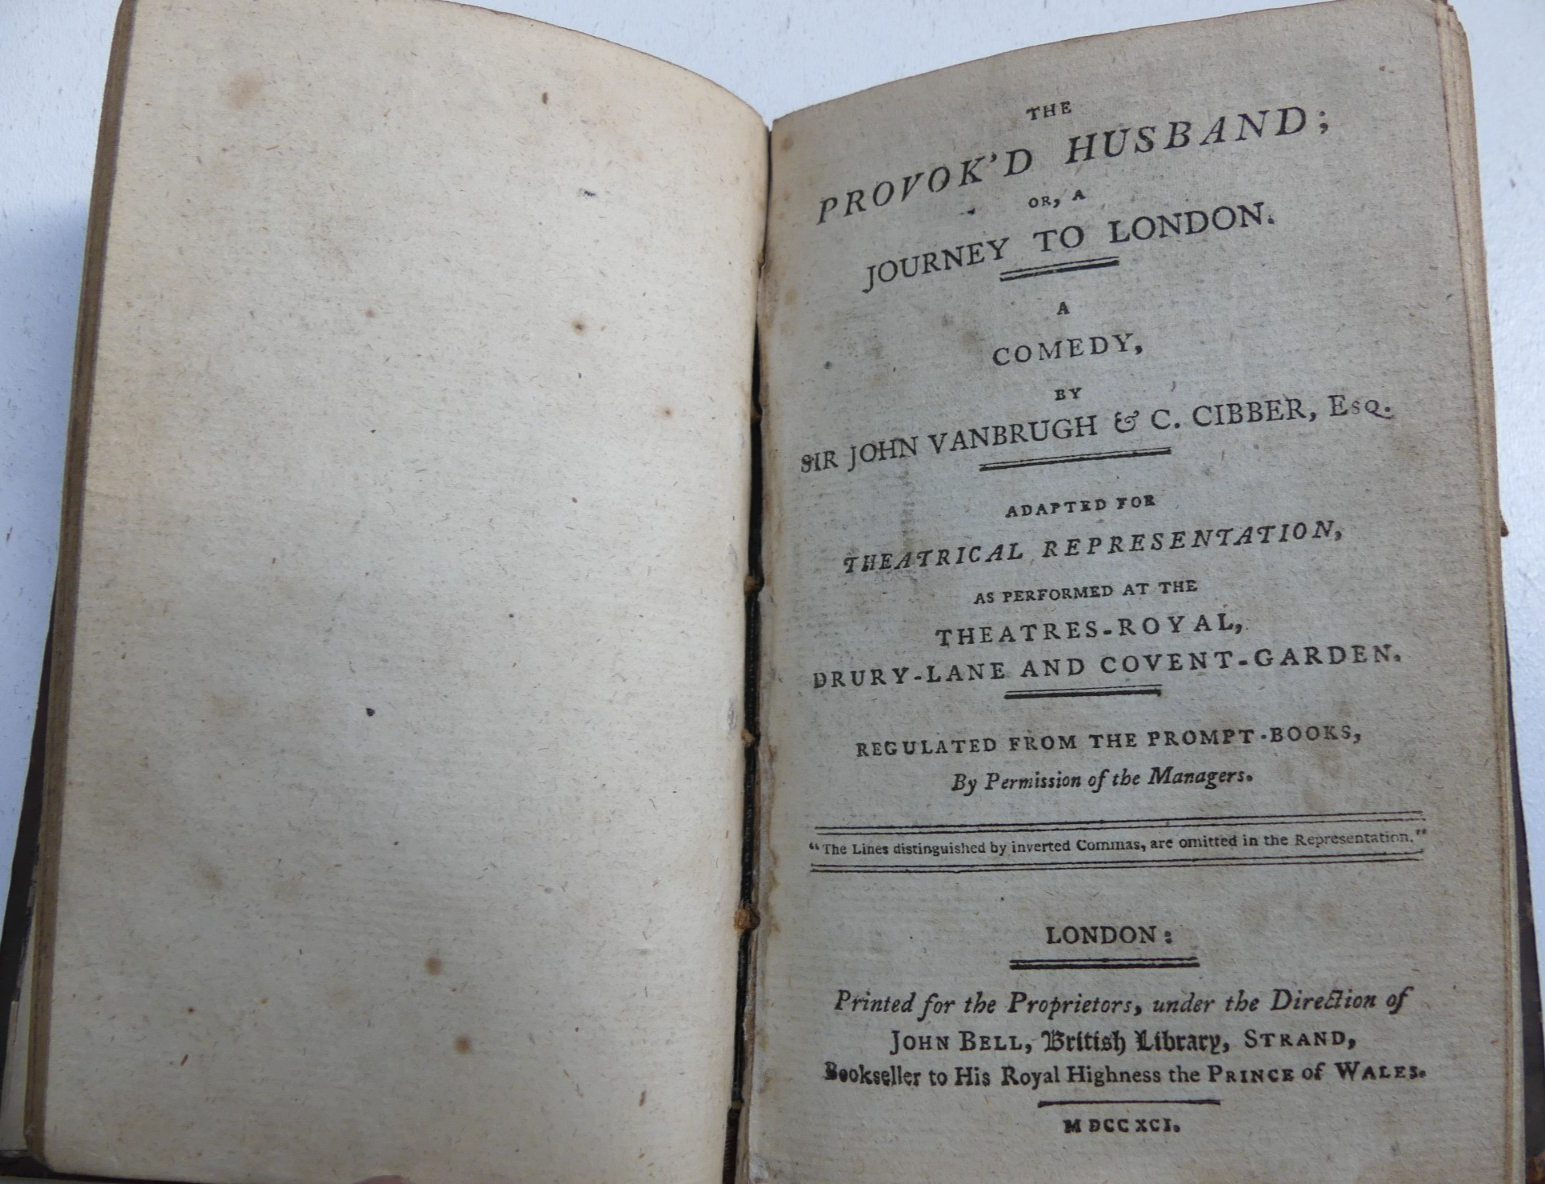 THE
PROVOK'D HUSBAND;
OR, A
JOURNEY TO LONDON.
A
COMEDY,
BY
SIR JOHN VANBRUGH & C. CIBBER, ESQ.
ADAPTED FOR
THEATRICAL REPRESENTATION,
AS PERFORMED AT THE
THEATRES-ROYAL,
DRURY-LANE AND COVENT-GARDEN.
REGULATED FROM THE PROMPT-BOOKS,
By Permission of the Managers.
"The Lines distinguished by inverted Commas, are omitted in the Representation."
LONDON:
Printed for the Proprietors, under the Direction of
JOHN BELL, British Library, STRAND,
Bookseller to His Royal Highness the PRINCE of WALES.
MDCCXCI.